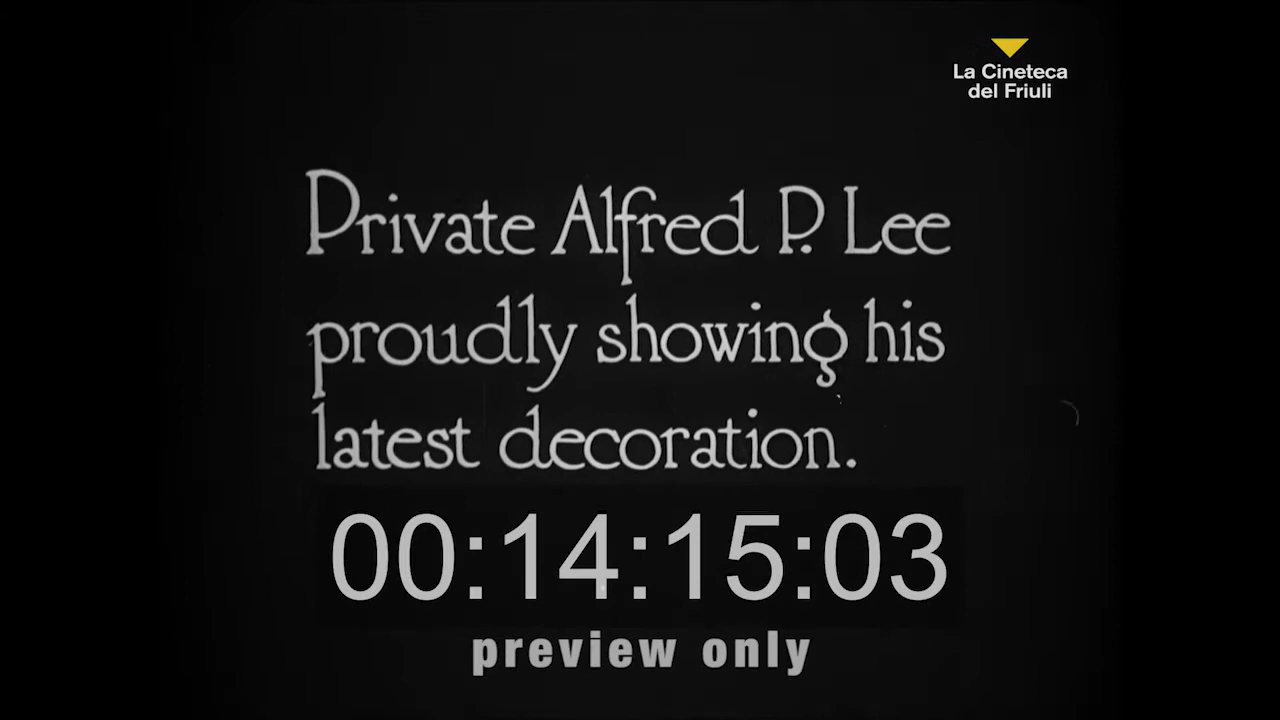 La Cineteca
del Friuli
Private Alfred P. Lee
proudly showing his
latest decoration.
00:14:15:03
preview only